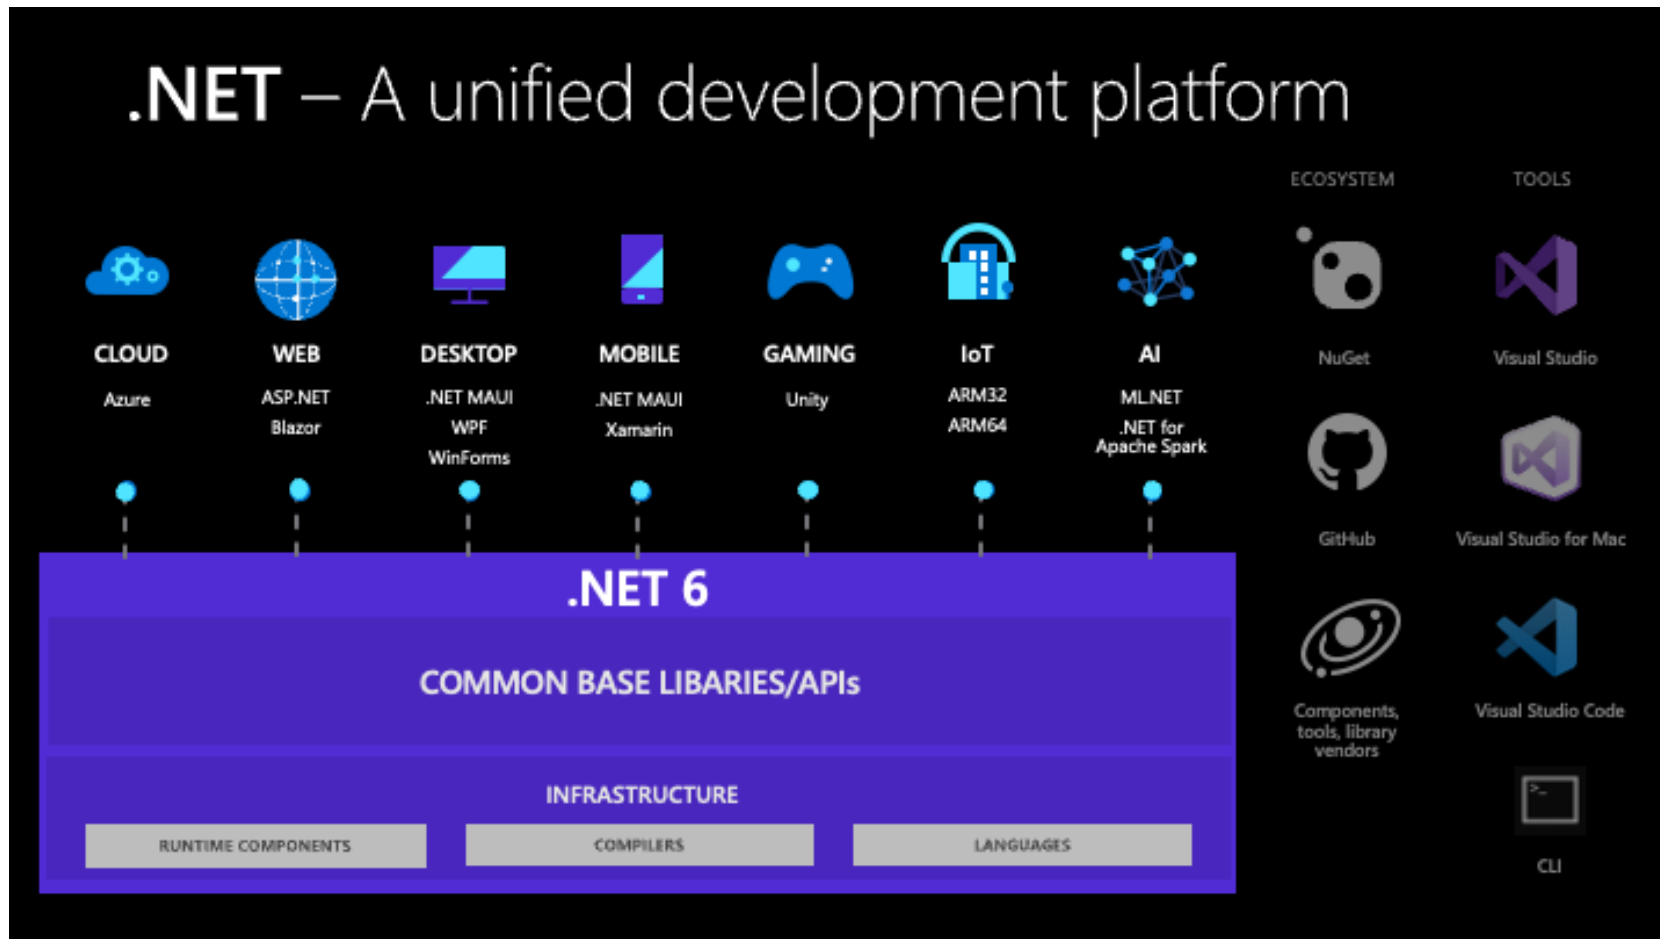 .NET – A unified development platform
ECOSYSTEM
TOOLS
CLOUD
Azure
WEB
ASP.NET
Blazor
DESKTOP
.NET MAUI
WPF
WinForms
MOBILE
.NET MAUI
Xamarin
GAMING
Unity
IoT
ARM32
ARM64
AI
ML.NET
.NET for
Apache Spark
NuGet
GitHub
Components,
tools, library
vendors
Visual Studio
Visual Studio for Mac
Visual Studio Code
>_
CLI
.NET 6
COMMON BASE LIBARIES/APIs
INFRASTRUCTURE
RUNTIME COMPONENTS
COMPILERS
LANGUAGES